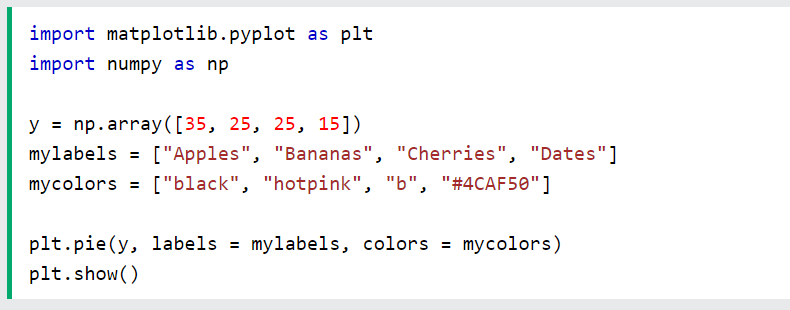 import matplotlib.pyplot as plt
import numpy as np
y = np.array([35, 25, 25, 15])
mylabels = ["Apples", "Bananas", "Cherries", "Dates"]
mycolors = ["black", "hotpink", "b", "#4CAF50"]
plt.pie(y, labels = mylabels, colors = mycolors)
plt.show()